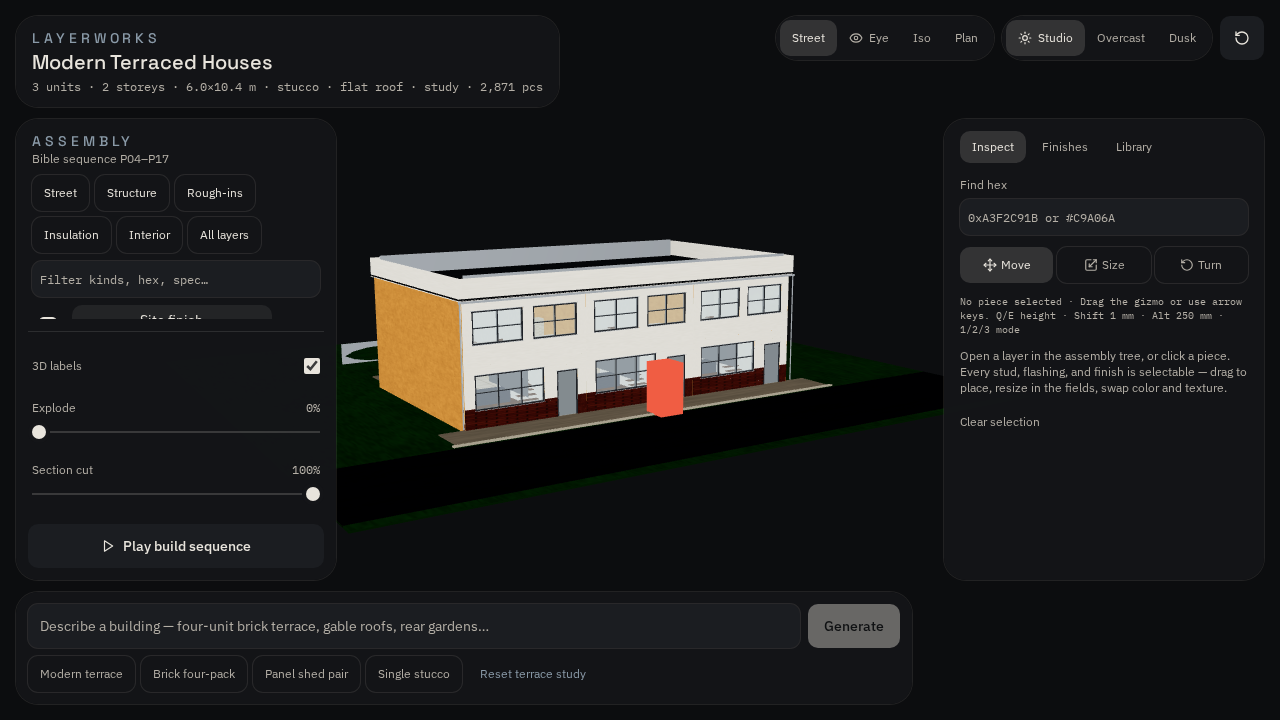 LAYERWORKS
Modern Terraced Houses
3 units · 2 storeys · 6.0×10.4 m · stucco · flat roof · study · 2,871 pcs
Street
Eye
Iso
Plan
Studio
Overcast
Dusk
ASSEMBLY
Bible sequence P04–P17
Street
Structure
Rough-ins
Insulation
Interior
All layers
Filter kinds, hex, spec…
Site finish
3D labels
Explode
0%
Section cut
100%
Play build sequence
Inspect
Finishes
Library
Find hex
0xA3F2C91B or #C9A06A
Move
Size
Turn
No piece selected · Drag the gizmo or use arrow
keys. Q/E height · Shift 1 mm · Alt 250 mm ·
1/2/3 mode
Open a layer in the assembly tree, or click a piece.
Every stud, flashing, and finish is selectable — drag to
place, resize in the fields, swap color and texture.
Clear selection
Describe a building — four-unit brick terrace, gable roofs, rear gardens…
Generate
Modern terrace
Brick four-pack
Panel shed pair
Single stucco
Reset terrace study